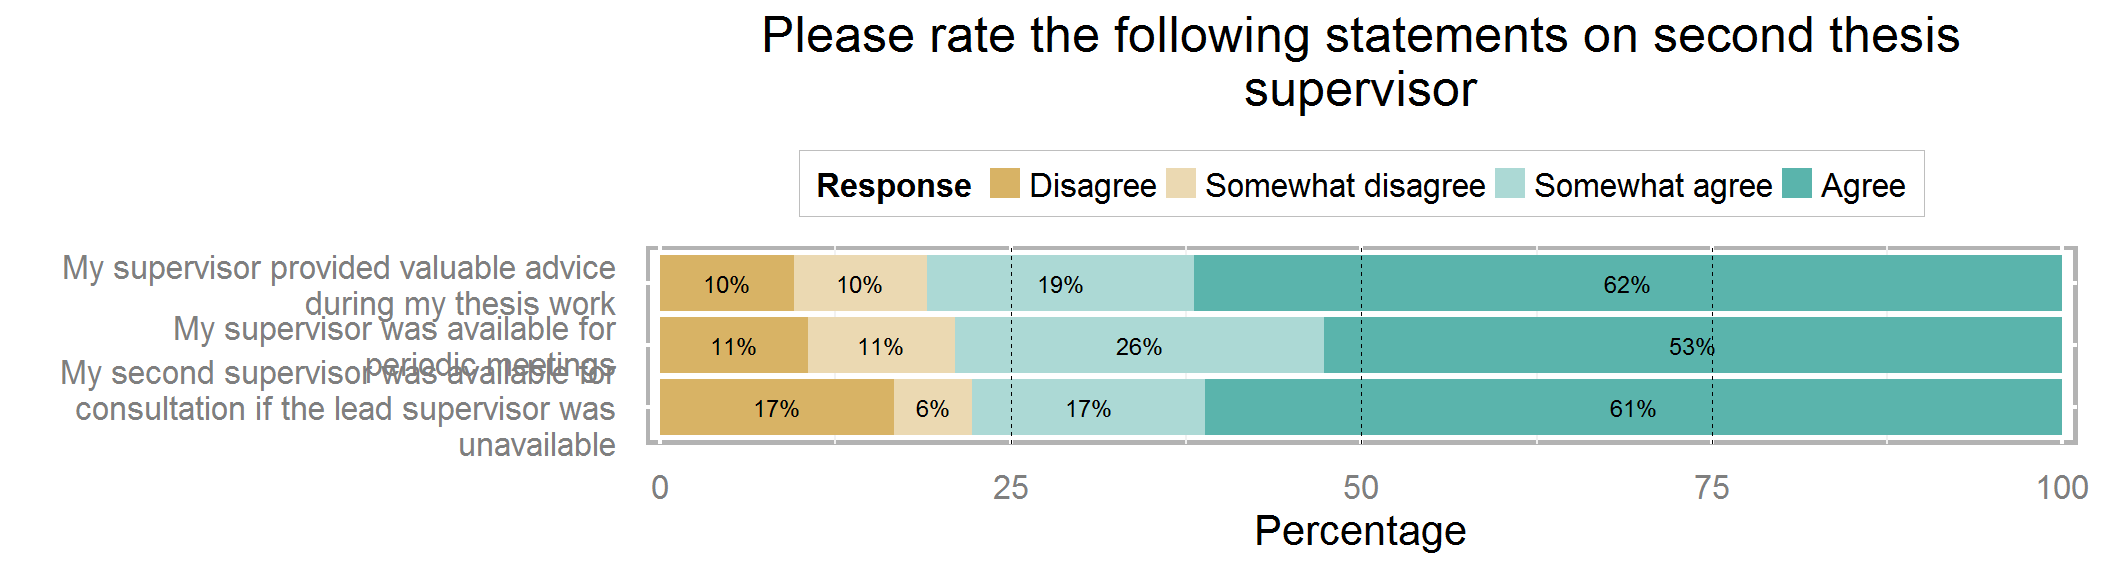 Please rate the following statements on second thesis
supervisor
Response Disagree Somewhat disagree Somewhat agree Agree
My supervisor provided valuable advice
during my thesis work
10% 10% 19% 62%
My supervisor was available for
periodic meetings
11% 11% 26% 53%
My second supervisor was available for
consultation if the lead supervisor was
unavailable
17% 6% 17% 61%
0 25 50 75 100
Percentage